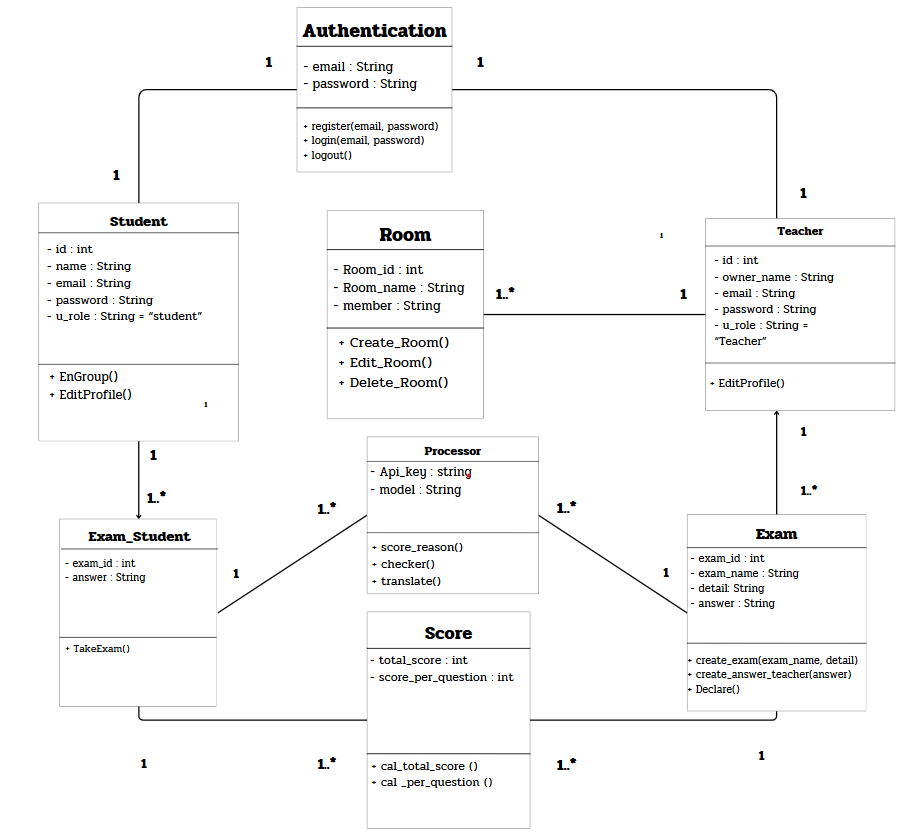 Authentication
- email : String
- password : String
+ register(email, password)
+ login(email, password)
+ logout()
1
1
1
1
Student
- id : int
- name : String
- email : String
- password : String
- u_role : String = “student”
+ EnGroup()
+ EditProfile()
1
Room
- Room_id : int
- Room_name : String
- member : String
+ Create_Room()
+ Edit_Room()
+ Delete_Room()
1..*
1
1
Teacher
- id : int
- owner_name : String
- email : String
- password : String
- u_role : String =
“Teacher”
+ EditProfile()
1
1..*
1
1..*
Processor
- Api_key : string
- model : String
+ score_reason()
+ checker()
+ translate()
1..*
1
1..*
1
Exam_Student
- exam_id : int
- answer : String
+ TakeExam()
Exam
- exam_id : int
- exam_name : String
- detail: String
- answer : String
+ create_exam(exam_name, detail)
+ create_answer_teacher(answer)
+ Declare()
Score
- total_score : int
- score_per_question : int
+ cal_total_score ()
+ cal _per_question ()
1
1..*
1..*
1